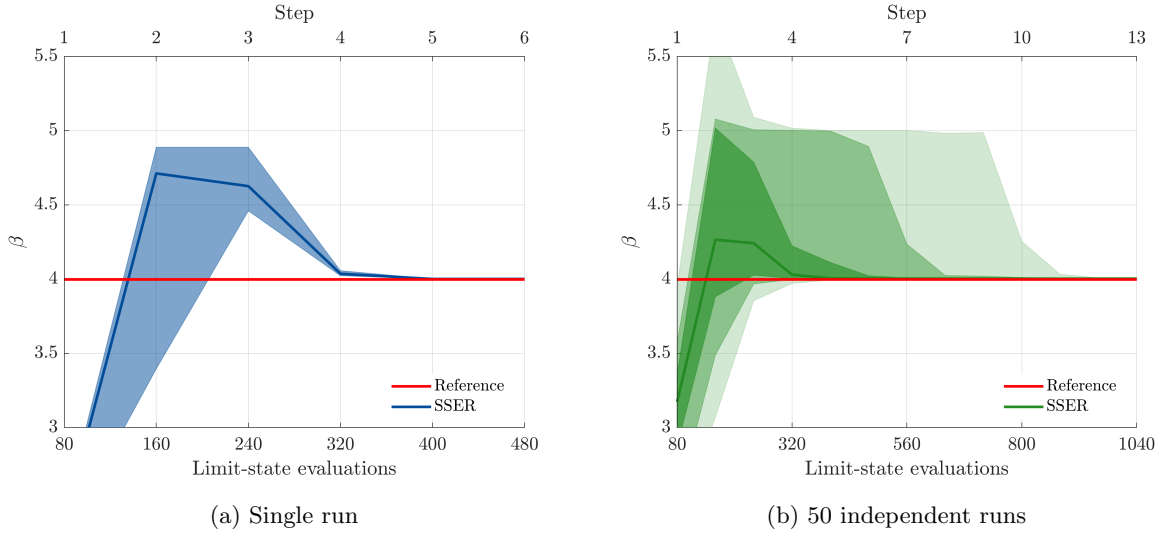 Step
1 2 3 4 5 6
5.5
5
4.5
4
3.5
3
β
80 160 240 320 400 480
Limit-state evaluations
Reference
SSER
(a) Single run
Step
1 4 7 10 13
5.5
5
4.5
4
3.5
3
β
80 320 560 800 1040
Limit-state evaluations
Reference
SSER
(b) 50 independent runs